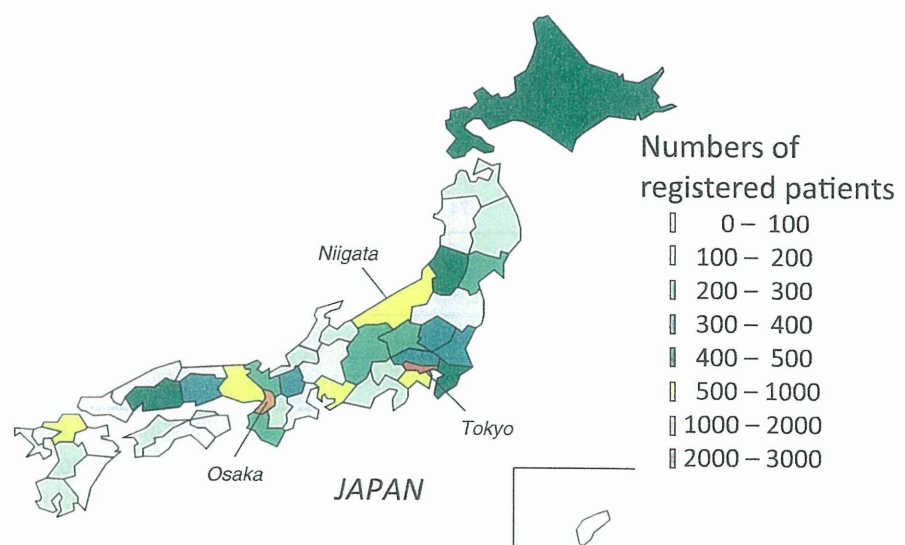 Numbers of
registered patients
0 – 100
100 – 200
200 – 300
300 – 400
400 – 500
500 – 1000
1000 – 2000
2000 – 3000
Niigata
Tokyo
Osaka
JAPAN